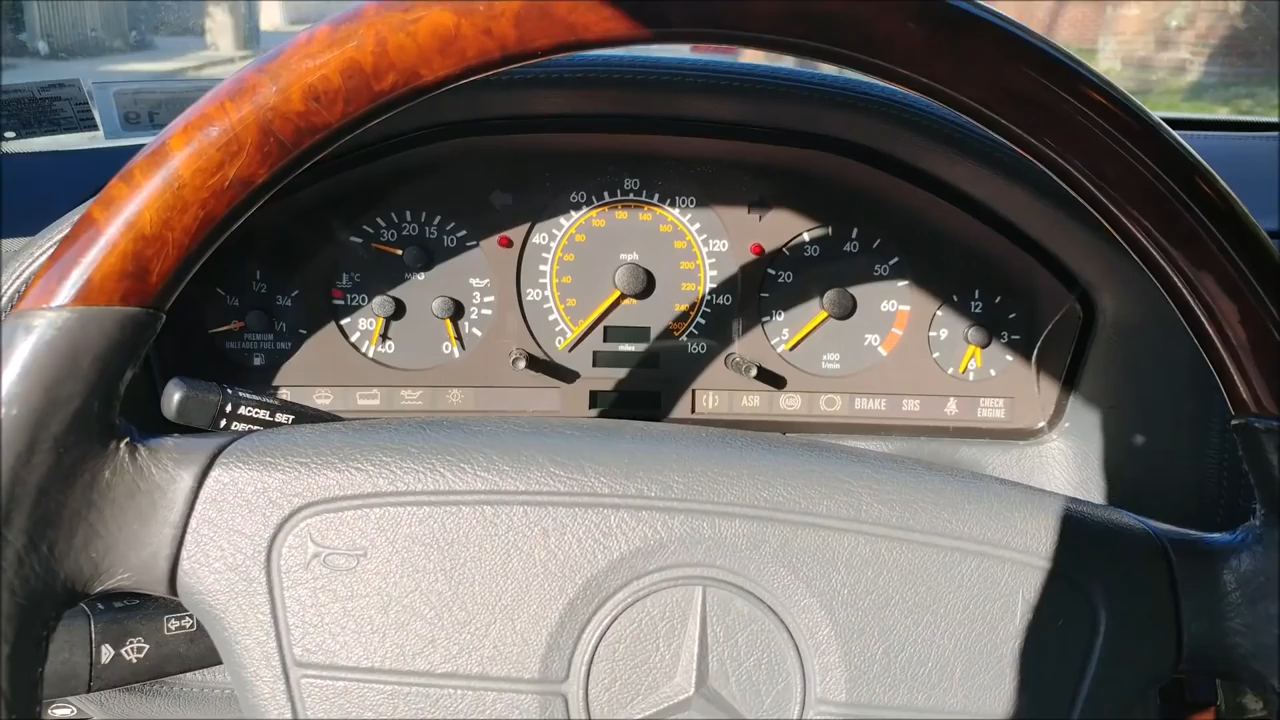 1/4
1/2
3/4
1/1
PREMIUM
UNLEADED FUEL ONLY
30 20 15 10
MPG
°C
120
80
40
3
2
1
0
0 20 40 60 80 100 120 140 160
20 40 60 80 100 120 140 160 180 200 220 240 260
mph
km/h
miles
5 10 20 30 40 50 60 70
x100
1/min
12
3
6
9
ASR
ABS
BRAKE
SRS
CHECK
ENGINE
ACCEL SET